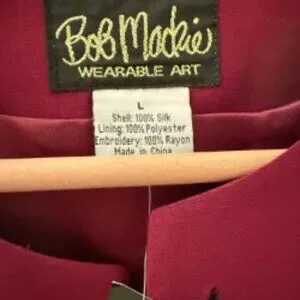 Bob Mackie
WEARABLE ART
L
Shell: 100% Silk
Lining: 100% Polyester
Embroidery: 100% Rayon
Made in China